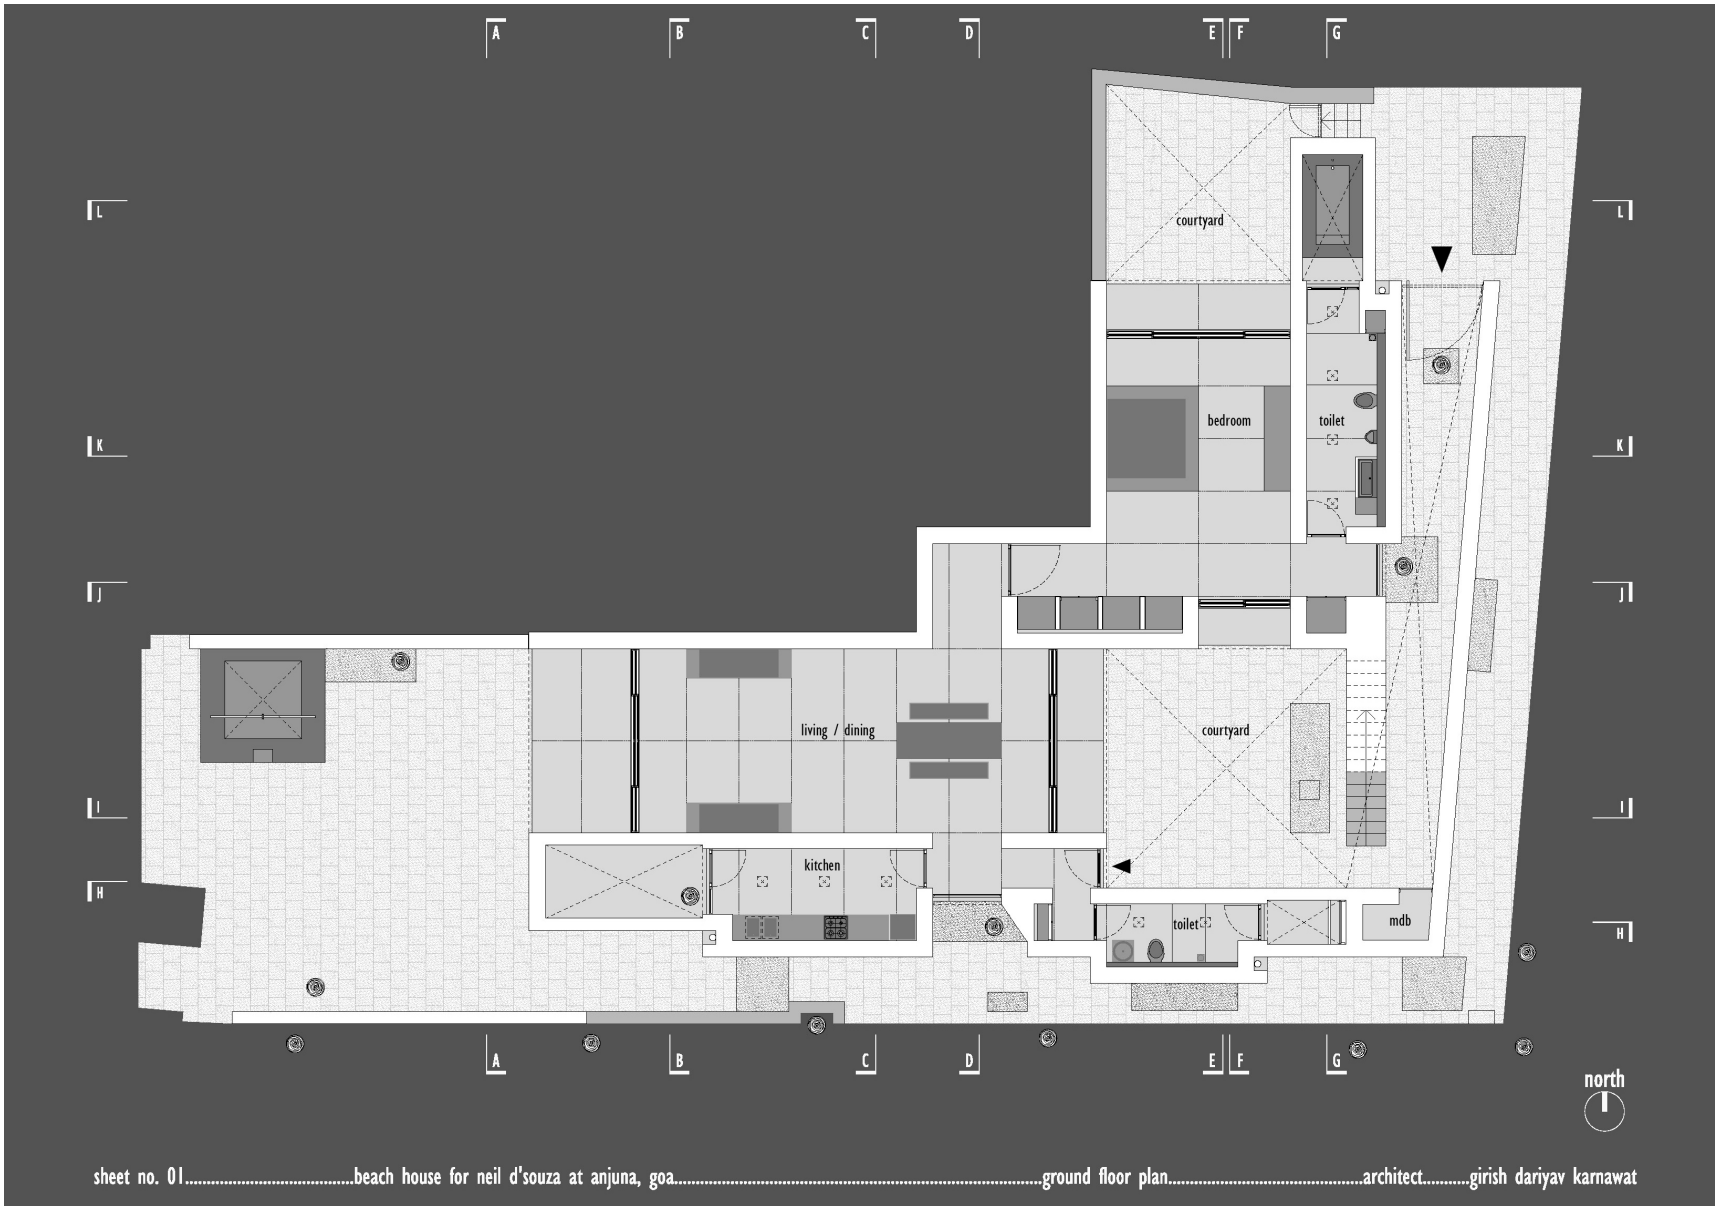 A B C D E F G
L L
courtyard
bedroom toilet
K K
J J
living / dining courtyard
I I
kitchen
H
toilet mdb
H
A B C D E F G
north
sheet no. 01........................................beach house for neil d'souza at anjuna, goa........................................................................................ground floor plan..............................................architect...........girish dariyav karnawat